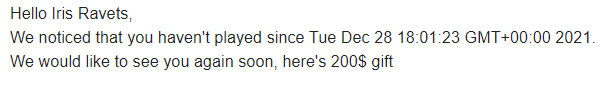 Hello Iris Ravets,
We noticed that you haven't played since Tue Dec 28 18:01:23 GMT+00:00 2021.
We would like to see you again soon, here's 200$ gift